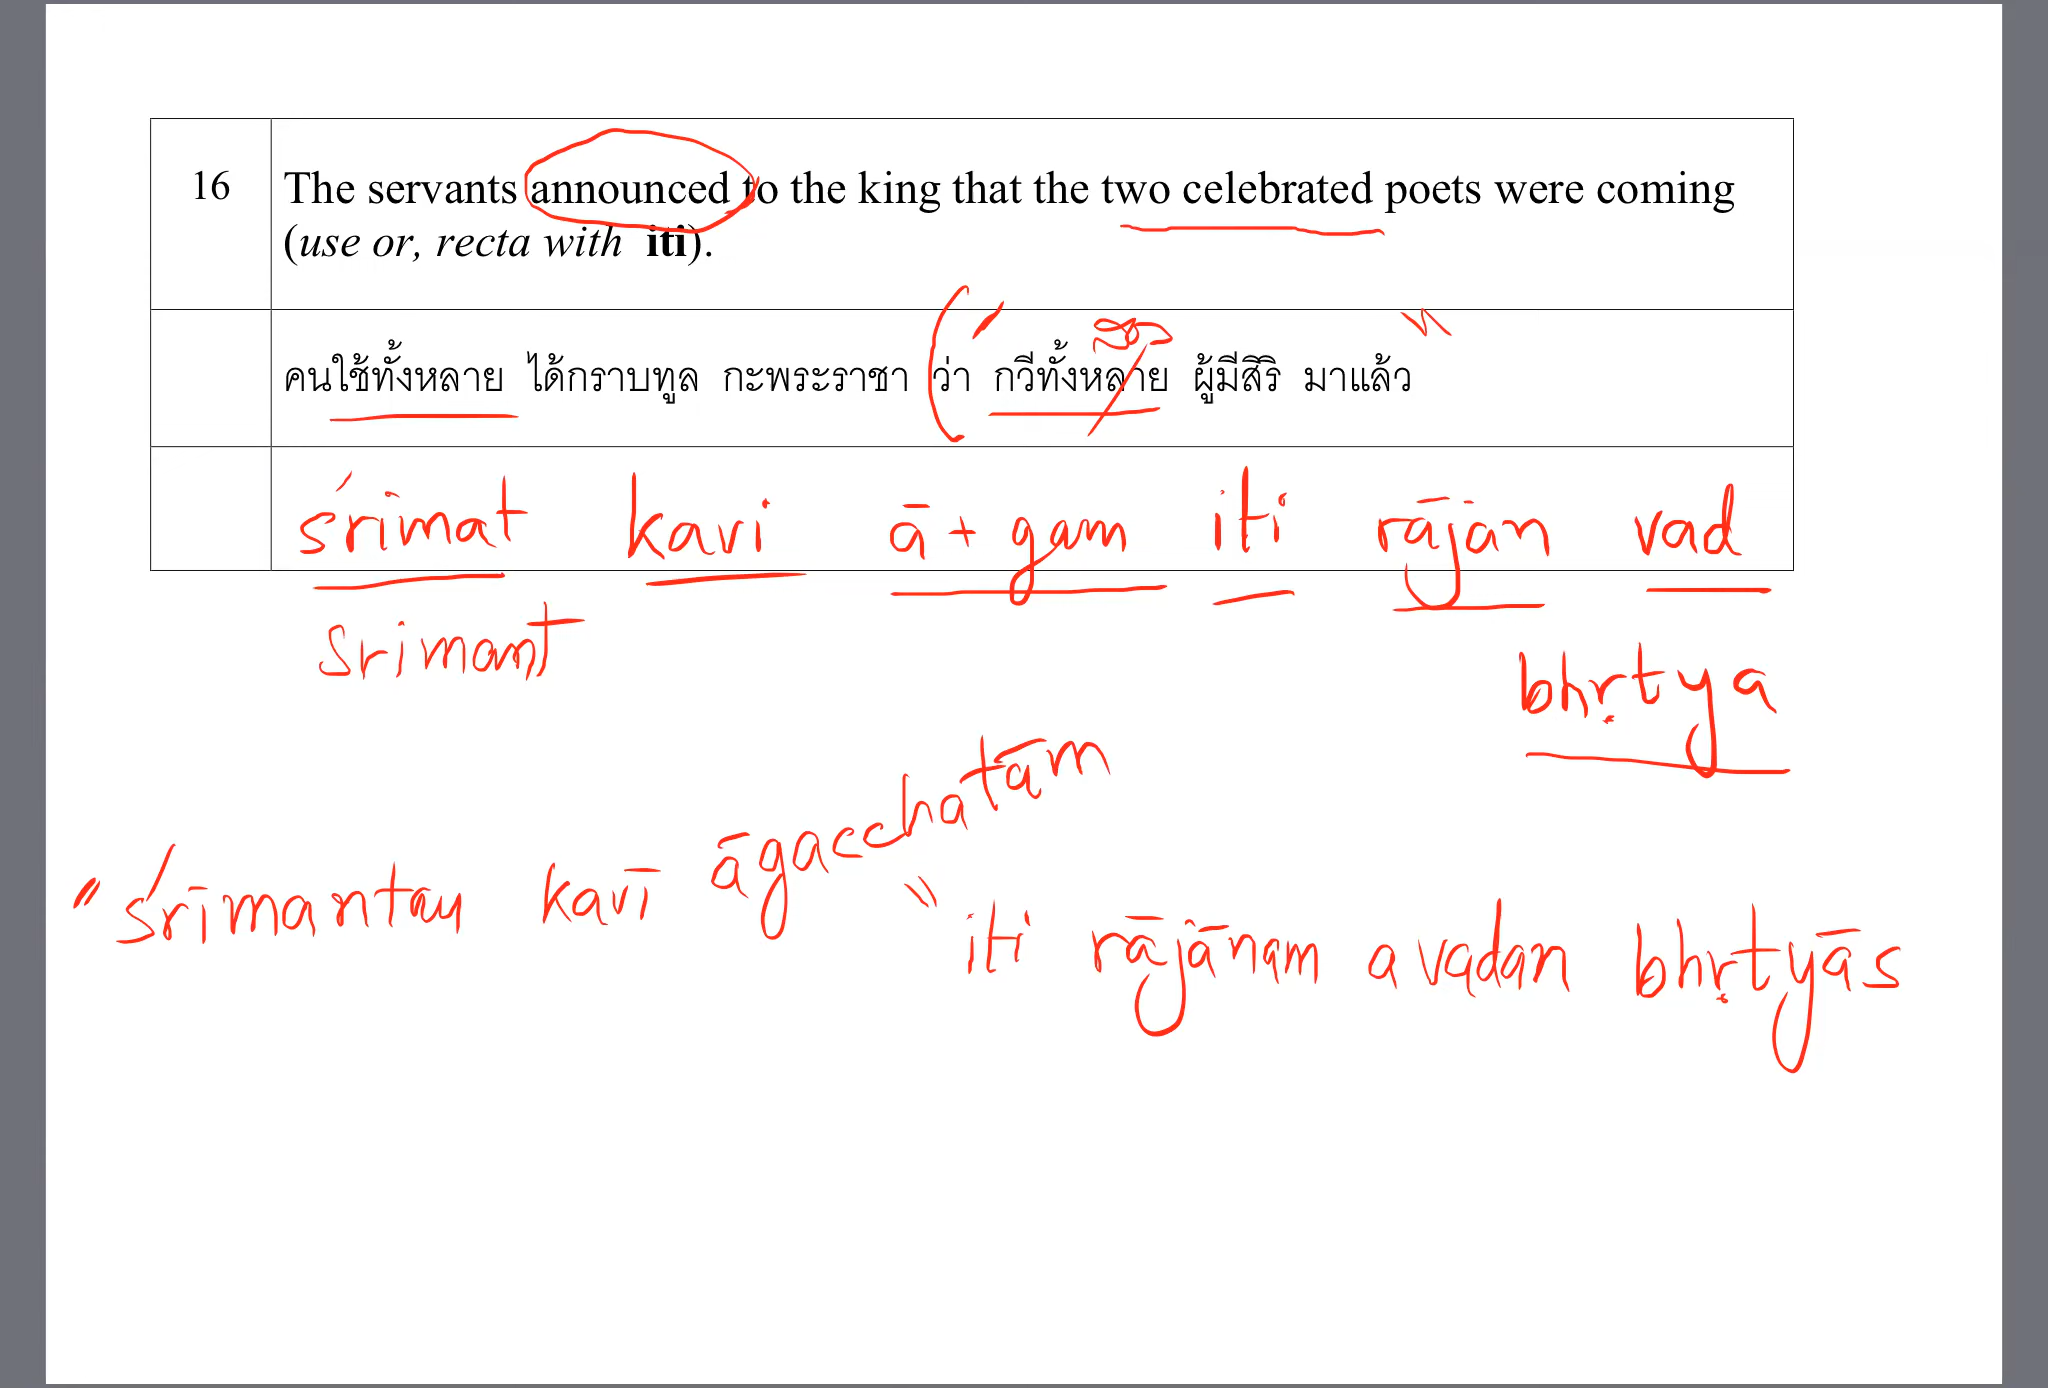 16 The servants announced to the king that the two celebrated poets were coming
(use or, recta with iti).
สอง
คนใช้ทั้งหลาย ได้กราบทูล กะพระราชา ว่า " กวีทั้งหลาย ผู้มีสิริ มาแล้ว "
śrīmat kavi ā + gam iti rājan vad
srimant
bhṛtya
" śrīmantau kavī āgacchatām " iti rājānam avadan bhṛtyās